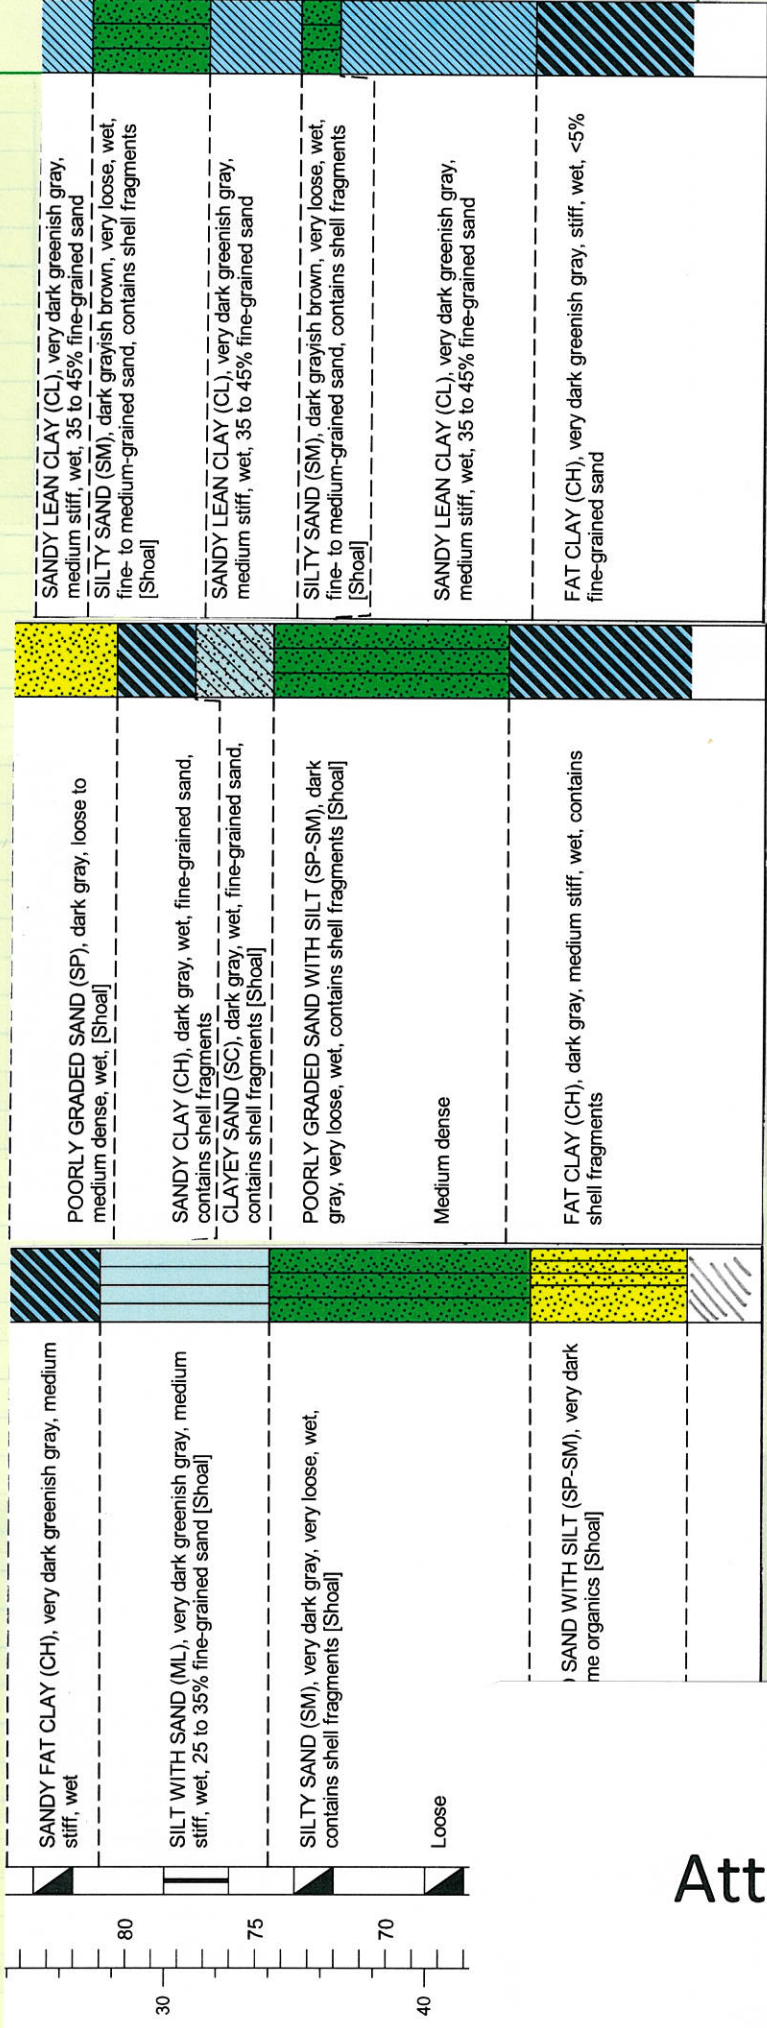 SANDY LEAN CLAY (CL), very dark greenish gray,
medium stiff, wet, 35 to 45% fine-grained sand
SILTY SAND (SM), dark grayish brown, very loose, wet,
fine- to medium-grained sand, contains shell fragments
[Shoal]
SANDY LEAN CLAY (CL), very dark greenish gray,
medium stiff, wet, 35 to 45% fine-grained sand
SILTY SAND (SM), dark grayish brown, very loose, wet,
fine- to medium-grained sand, contains shell fragments
[Shoal]
SANDY LEAN CLAY (CL), very dark greenish gray,
medium stiff, wet, 35 to 45% fine-grained sand
FAT CLAY (CH), very dark greenish gray, stiff, wet, <5%
fine-grained sand
POORLY GRADED SAND (SP), dark gray, loose to
medium dense, wet, [Shoal]
SANDY CLAY (CH), dark gray, wet, fine-grained sand,
contains shell fragments
CLAYEY SAND (SC), dark gray, wet, fine-grained sand,
contains shell fragments [Shoal]
POORLY GRADED SAND WITH SILT (SP-SM), dark
gray, very loose, wet, contains shell fragments [Shoal]
Medium dense
FAT CLAY (CH), dark gray, medium stiff, wet, contains
shell fragments
SANDY FAT CLAY (CH), very dark greenish gray, medium
stiff, wet
SILT WITH SAND (ML), very dark greenish gray, medium
stiff, wet, 25 to 35% fine-grained sand [Shoal]
SILTY SAND (SM), very dark gray, very loose, wet,
contains shell fragments [Shoal]
Loose
SAND WITH SILT (SP-SM), very dark
me organics [Shoal]
80
75
70
30
40
Att